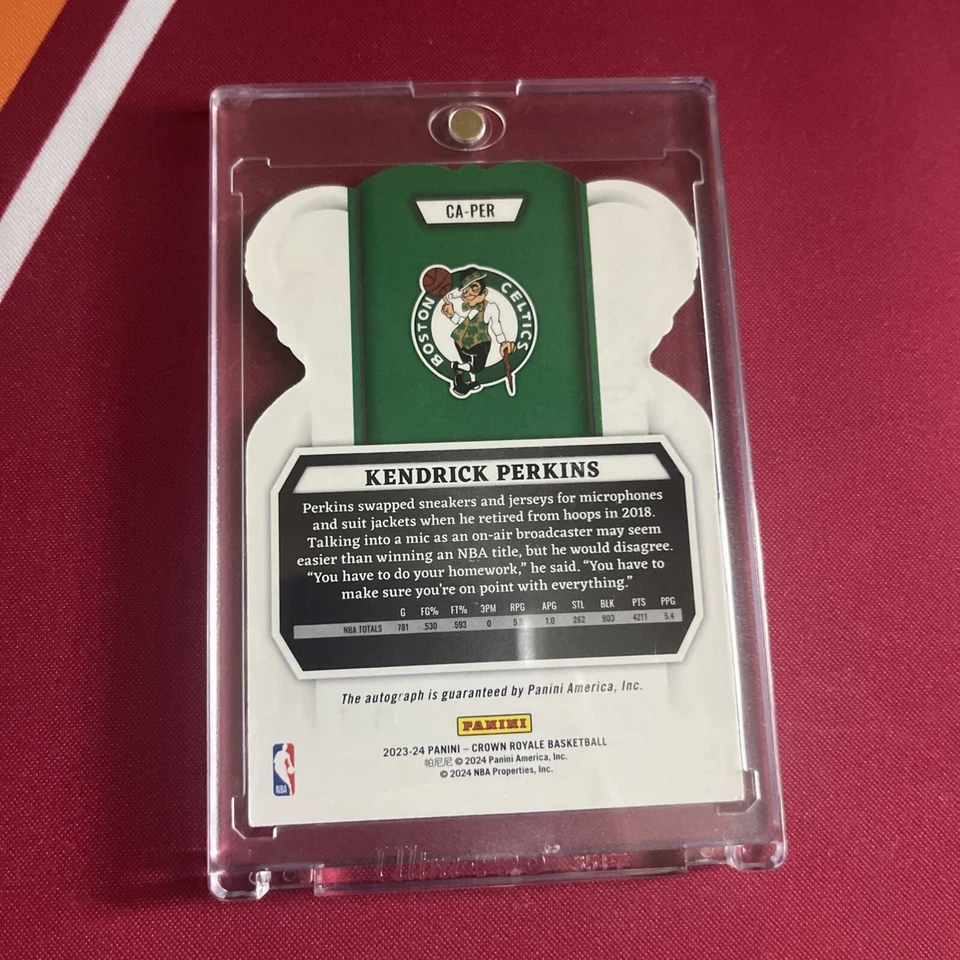 CA-PER
BOSTON CELTICS
KENDRICK PERKINS
Perkins swapped sneakers and jerseys for microphones
and suit jackets when he retired from hoops in 2018.
Talking into a mic as an on-air broadcaster may seem
easier than winning an NBA title, but he would disagree.
“You have to do your homework,” he said. “You have to
make sure you’re on point with everything.”
G FG% FT% 3PM RPG APG STL BLK PTS PPG
NBA TOTALS 781 .530 .593 0 1.0 262 903 4211 5.4
The autograph is guaranteed by Panini America, Inc.
PANINI
2023-24 PANINI – CROWN ROYALE BASKETBALL
帕尼尼 © 2024 Panini America, Inc.
© 2024 NBA Properties, Inc.
NBA